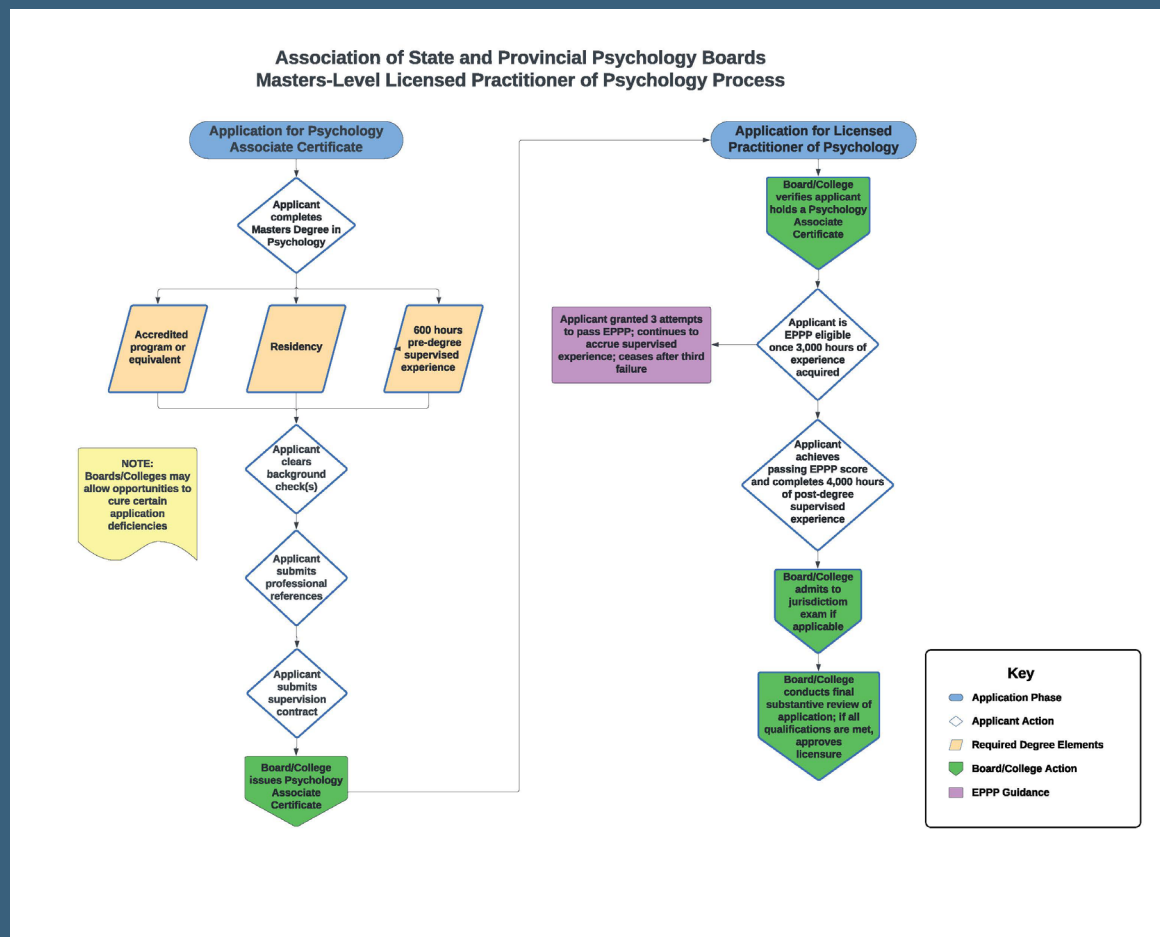 Association of State and Provincial Psychology Boards
Masters-Level Licensed Practitioner of Psychology Process
Application for Psychology
Associate Certificate
Applicant
completes
Masters Degree in
Psychology
Accredited
program or
equivalent
Residency
600 hours
pre-degree
supervised
experience
NOTE:
Boards/Colleges may
allow opportunities to
cure certain
application
deficiencies
Applicant
clears
background
check(s)
Applicant
submits
professional
references
Applicant
submits
supervision
contract
Board/College
issues Psychology
Associate
Certificate
Application for Licensed
Practitioner of Psychology
Board/College
verifies applicant
holds a Psychology
Associate
Certificate
Applicant is
EPPP eligible
once 3,000 hours of
experience
acquired
Applicant granted 3 attempts
to pass EPPP; continues to
accrue supervised
experience; ceases after third
failure
Applicant
achieves
passing EPPP score
and completes 4,000 hours
of post-degree
supervised
experience
Board/College
admits to
jurisdictiom
exam if
applicable
Board/College
conducts final
substantive review of
application; if all
qualifications are met,
approves
licensure
Key
Application Phase
Applicant Action
Required Degree Elements
Board/College Action
EPPP Guidance